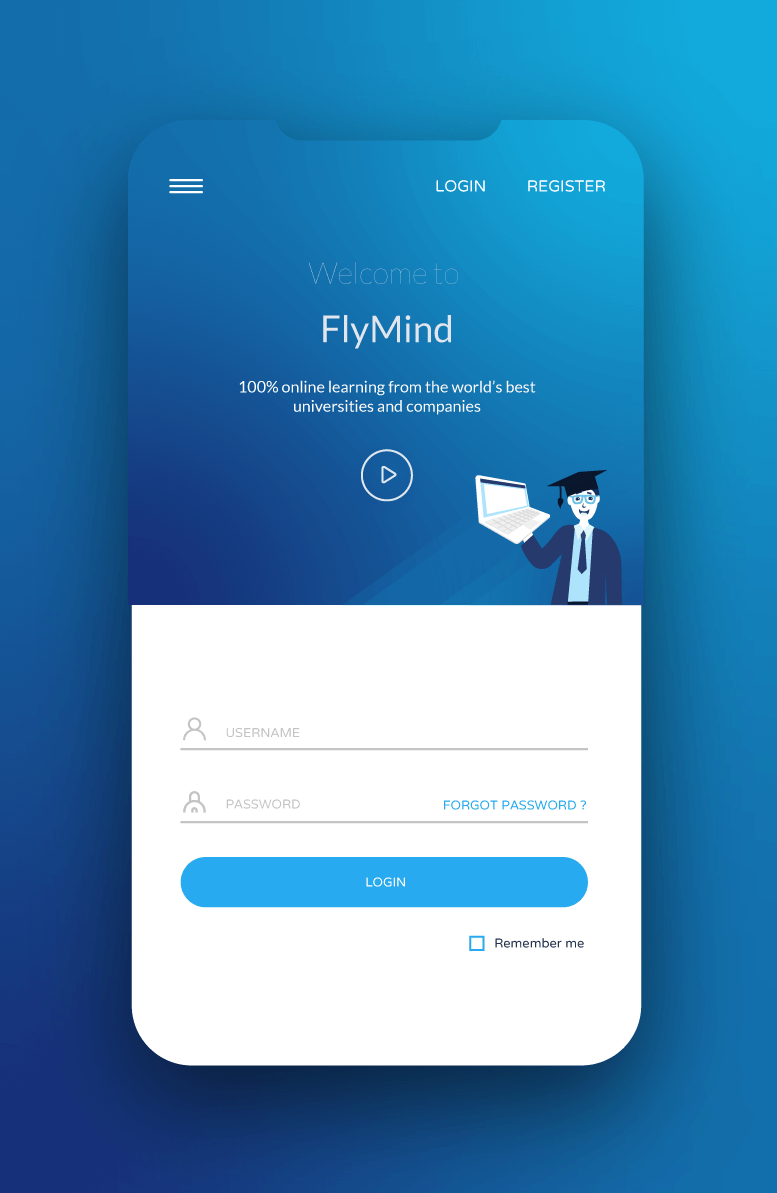 LOGIN REGISTER
Welcome to
FlyMind
100% online learning from the world's best
universities and companies
USERNAME
PASSWORD FORGOT PASSWORD ?
LOGIN
Remember me